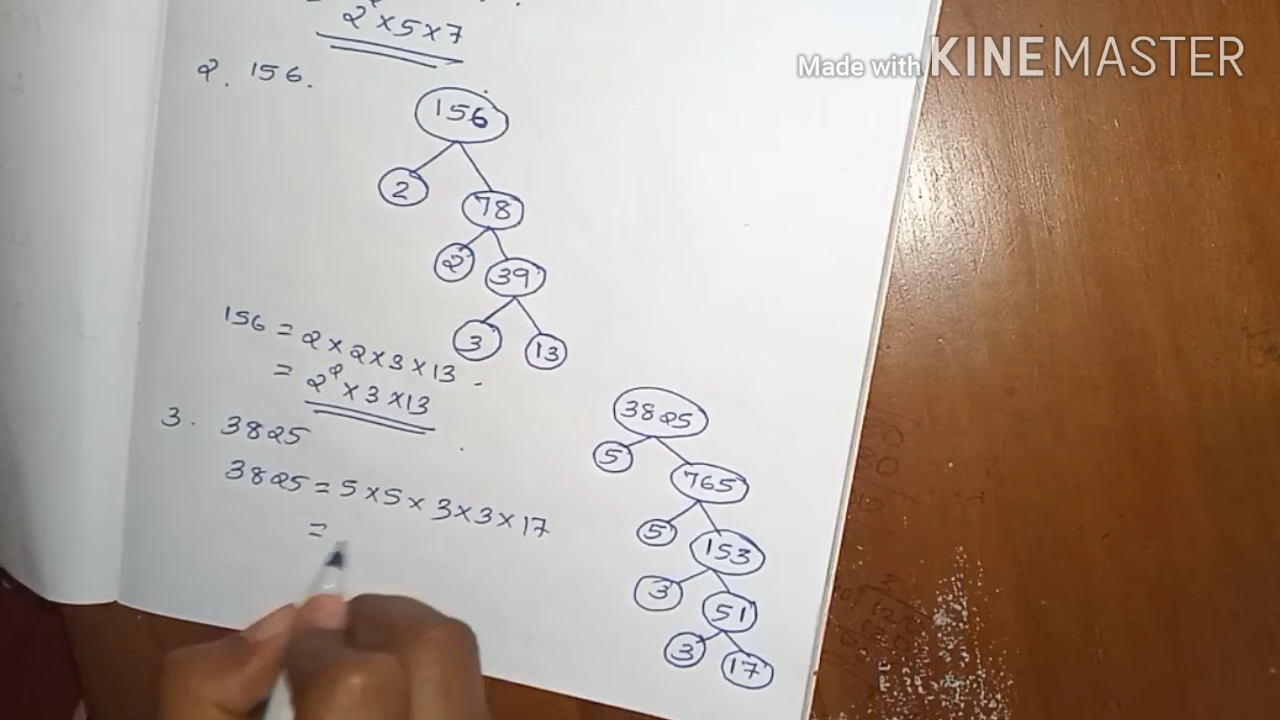 2² × 5 × 7
Made with KINEMASTER
2. 156.
156
2 78
2 39
3 13
156 = 2 × 2 × 3 × 13.
= 2² × 3 × 13
3. 3825
3825 = 5 × 5 × 3 × 3 × 17
=
3825
5 765
5 153
3 51
3 17